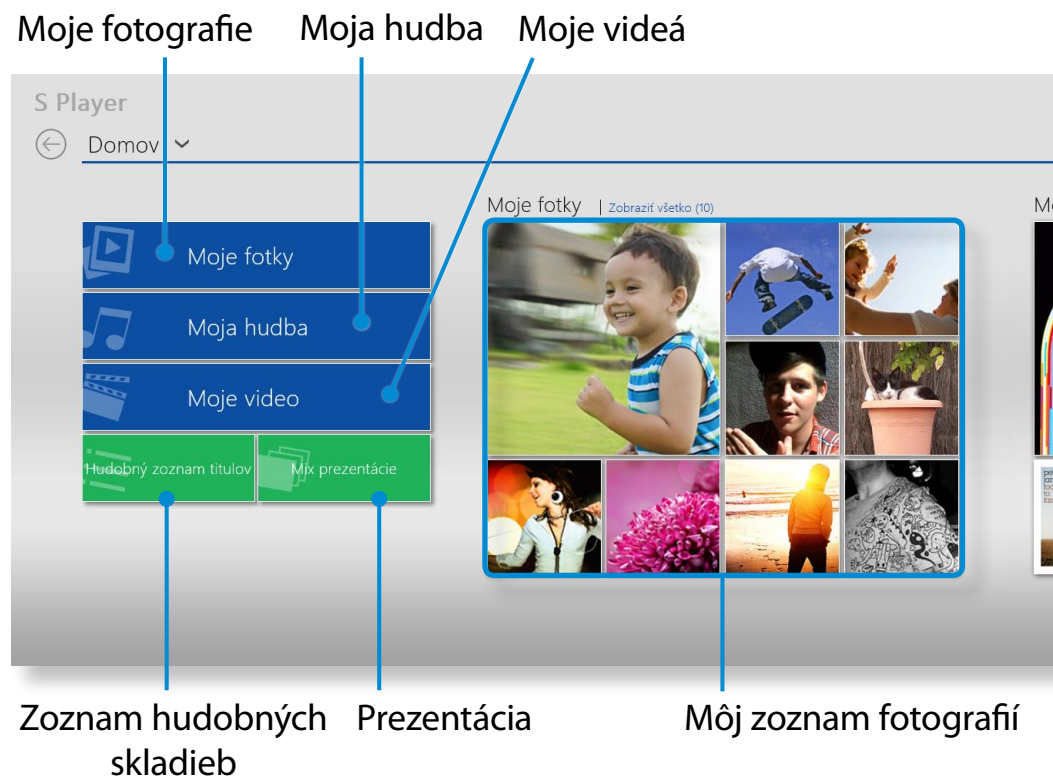 Moje fotografie
Moja hudba
Moje videá
S Player
Domov
Moje fotky | Zobraziť všetko (10)
Moje fotky
Moja hudba
Moje video
Hudobný zoznam titulov
Mix prezentácie
Zoznam hudobných
skladieb
Prezentácia
Môj zoznam fotografií